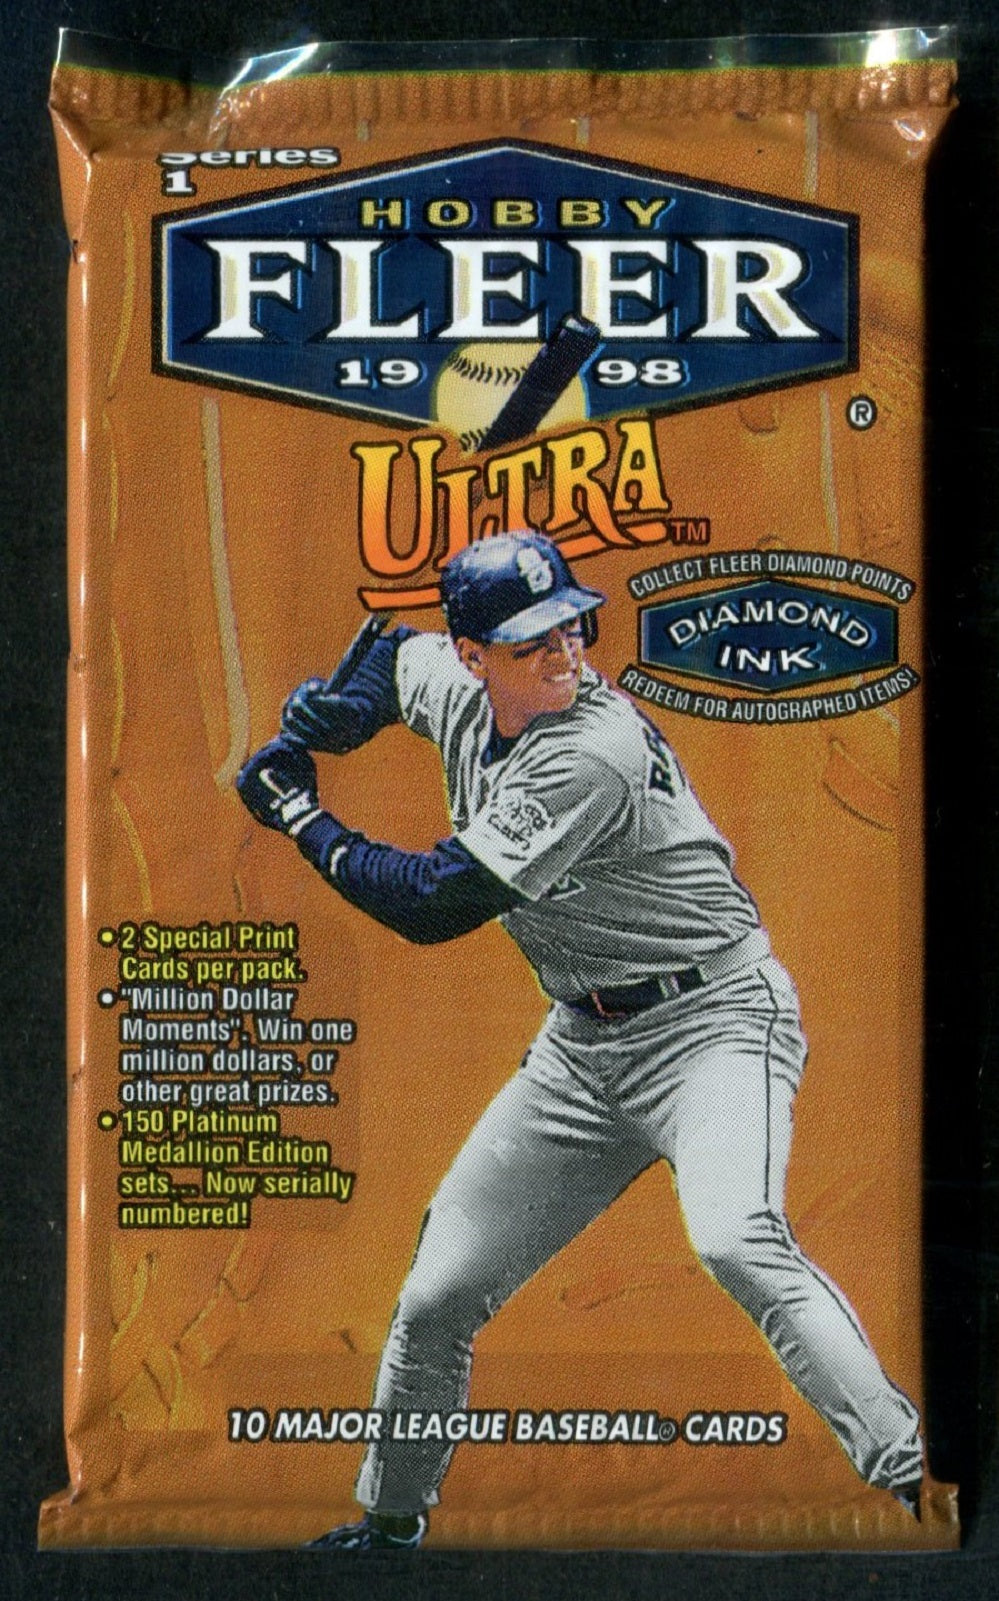 Series
1
HOBBY
FLEER
19 98
®
ULTRA
TM
COLLECT FLEER DIAMOND POINTS
DIAMOND
INK
REDEEM FOR AUTOGRAPHED ITEMS!
• 2 Special Print
Cards per pack.
• "Million Dollar
Moments". Win one
million dollars, or
other great prizes.
• 150 Platinum
Medallion Edition
sets... Now serially
numbered!
10 MAJOR LEAGUE BASEBALL® CARDS